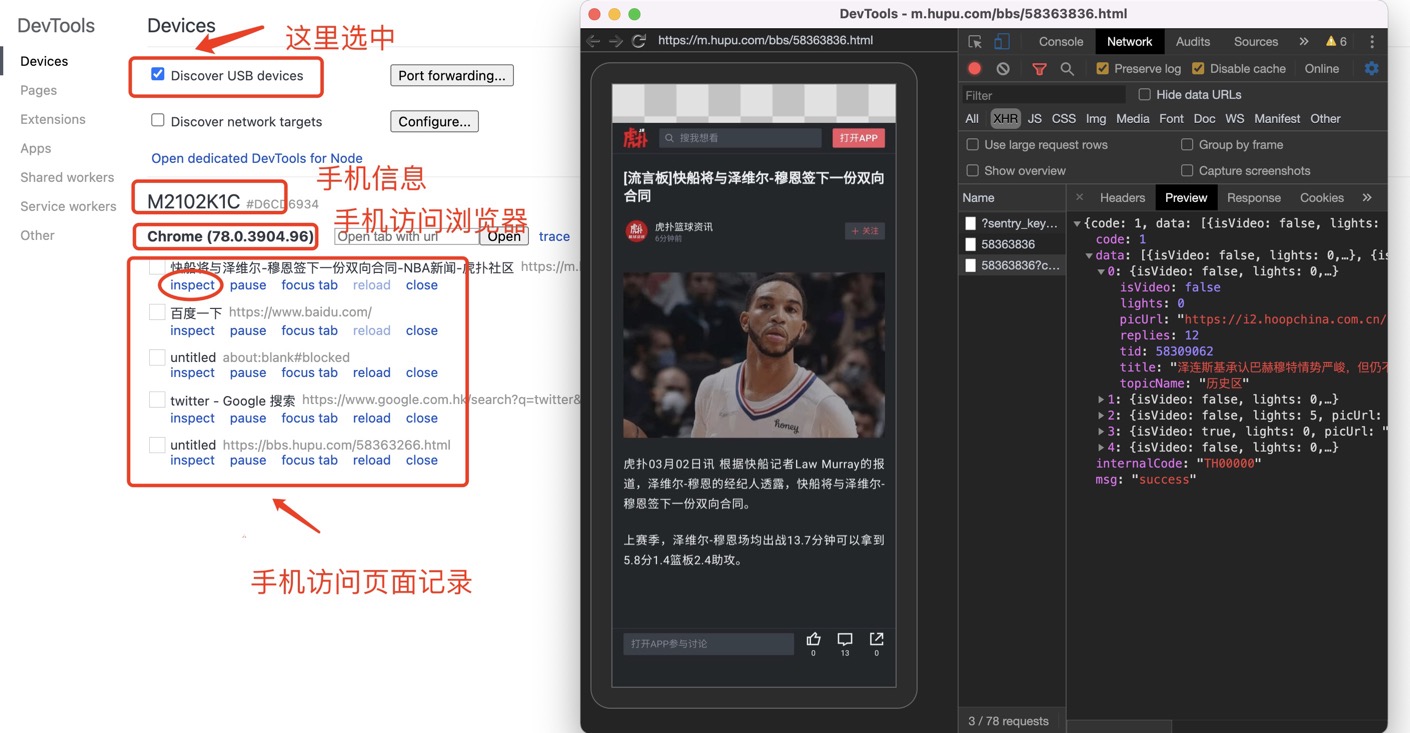 DevTools
Devices
Pages
Extensions
Apps
Shared workers
Service workers
Other
Devices
这里选中
Discover USB devices
Port forwarding...
Discover network targets
Configure...
Open dedicated DevTools for Node
手机信息
M2102K1C #D6CD6934
手机访问浏览器
Chrome (78.0.3904.96)
Open tab with url
Open
trace
快船将与泽维尔-穆恩签下一份双向合同-NBA新闻-虎扑社区 https://m.
inspect pause focus tab reload close
百度一下 https://www.baidu.com/
inspect pause focus tab reload close
untitled about:blank#blocked
inspect pause focus tab reload close
twitter - Google 搜索 https://www.google.com.hk/search?q=twitter&
inspect pause focus tab reload close
untitled https://bbs.hupu.com/58363266.html
inspect pause focus tab reload close
手机访问页面记录
DevTools - m.hupu.com/bbs/58363836.html
https://m.hupu.com/bbs/58363836.html
虎扑
搜我想看
打开APP
[流言板]快船将与泽维尔-穆恩签下一份双向
合同
虎扑篮球资讯
6分钟前
+ 关注
虎扑03月02日讯 根据快船记者Law Murray的报
道，泽维尔-穆恩的经纪人透露，快船将与泽维尔-
穆恩签下一份双向合同。
上赛季，泽维尔-穆恩场均出战13.7分钟可以拿到
5.8分1.4篮板2.4助攻。
打开APP参与讨论
0
13
0
Console Network Audits Sources » 6
Preserve log Disable cache Online
Filter
Hide data URLs
All XHR JS CSS Img Media Font Doc WS Manifest Other
Use large request rows
Group by frame
Show overview
Capture screenshots
Name
?sentry_key…
58363836
58363836?c…
3 / 78 requests
× Headers Preview Response Cookies »
{code: 1, data: [{isVideo: false, lights:
code: 1
data: [{isVideo: false, lights: 0,…}, {is
0: {isVideo: false, lights: 0,…}
isVideo: false
lights: 0
picUrl: "https://i2.hoopchina.com.cn/
replies: 12
tid: 58309062
title: "泽连斯基承认巴赫穆特情势严峻，但仍不
topicName: "历史区"
1: {isVideo: false, lights: 0,…}
2: {isVideo: false, lights: 5, picUrl:
3: {isVideo: true, lights: 0, picUrl: "
4: {isVideo: false, lights: 0,…}
internalCode: "TH00000"
msg: "success"